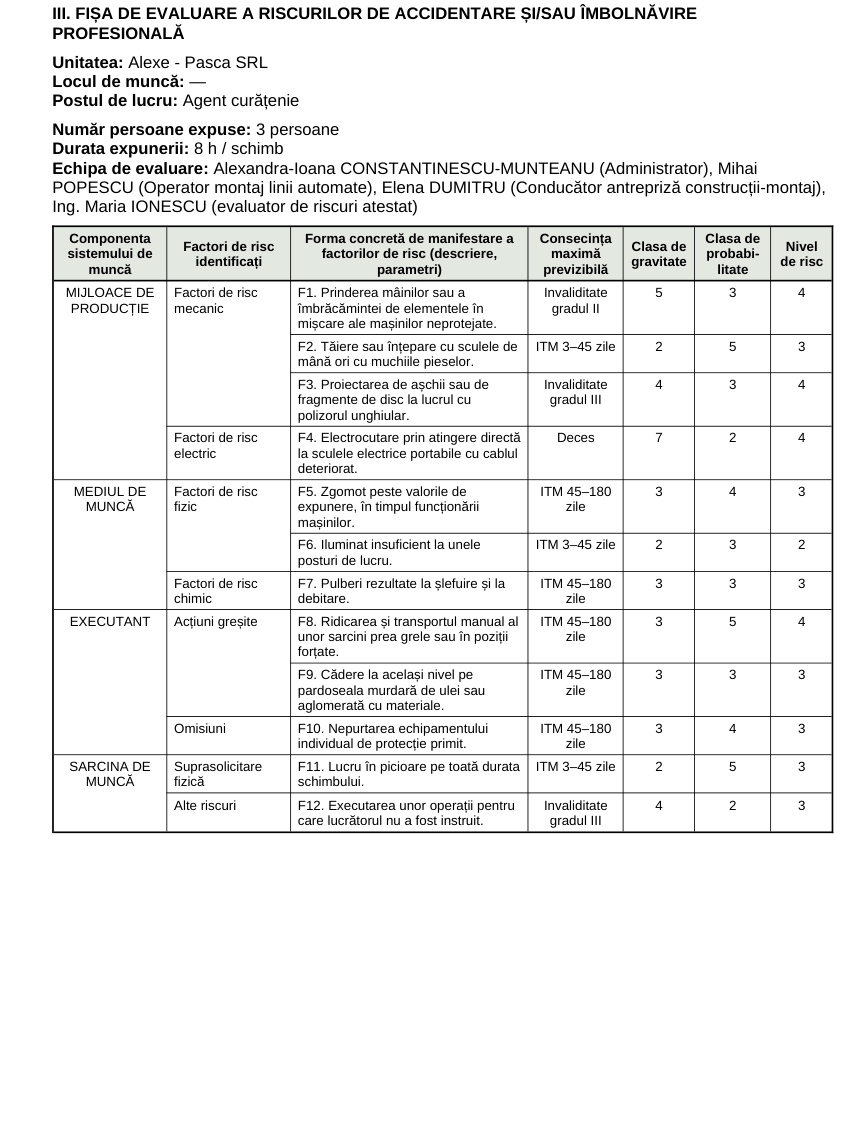 III. FIȘA DE EVALUARE A RISCURILOR DE ACCIDENTARE ȘI/SAU ÎMBOLNĂVIRE
PROFESIONALĂ
Unitatea: Alexe - Pasca SRL
Locul de muncă: —
Postul de lucru: Agent curățenie
Număr persoane expuse: 3 persoane
Durata expunerii: 8 h / schimb
Echipa de evaluare: Alexandra-Ioana CONSTANTINESCU-MUNTEANU (Administrator), Mihai
POPESCU (Operator montaj linii automate), Elena DUMITRU (Conducător antrepriză construcții-montaj),
Ing. Maria IONESCU (evaluator de riscuri atestat)
Componenta
sistemului de
muncă
Factori de risc
identificați
Forma concretă de manifestare a
factorilor de risc (descriere,
parametri)
Consecința
maximă
previzibilă
Clasa de
gravitate
Clasa de
probabi-
litate
Nivel
de risc
MIJLOACE DE
PRODUCȚIE
Factori de risc
mecanic
F1. Prinderea mâinilor sau a
îmbrăcămintei de elementele în
mișcare ale mașinilor neprotejate.
Invaliditate
gradul II
5
3
4
F2. Tăiere sau înțepare cu sculele de
mână ori cu muchiile pieselor.
ITM 3–45 zile
2
5
3
F3. Proiectarea de așchii sau de
fragmente de disc la lucrul cu
polizorul unghiular.
Invaliditate
gradul III
4
3
4
Factori de risc
electric
F4. Electrocutare prin atingere directă
la sculele electrice portabile cu cablul
deteriorat.
Deces
7
2
4
MEDIUL DE
MUNCĂ
Factori de risc
fizic
F5. Zgomot peste valorile de
expunere, în timpul funcționării
mașinilor.
ITM 45–180
zile
3
4
3
F6. Iluminat insuficient la unele
posturi de lucru.
ITM 3–45 zile
2
3
2
Factori de risc
chimic
F7. Pulberi rezultate la șlefuire și la
debitare.
ITM 45–180
zile
3
3
3
EXECUTANT
Acțiuni greșite
F8. Ridicarea și transportul manual al
unor sarcini prea grele sau în poziții
forțate.
ITM 45–180
zile
3
5
4
F9. Cădere la același nivel pe
pardoseala murdară de ulei sau
aglomerată cu materiale.
ITM 45–180
zile
3
3
3
Omisiuni
F10. Nepurtarea echipamentului
individual de protecție primit.
ITM 45–180
zile
3
4
3
SARCINA DE
MUNCĂ
Suprasolicitare
fizică
F11. Lucru în picioare pe toată durata
schimbului.
ITM 3–45 zile
2
5
3
Alte riscuri
F12. Executarea unor operații pentru
care lucrătorul nu a fost instruit.
Invaliditate
gradul III
4
2
3